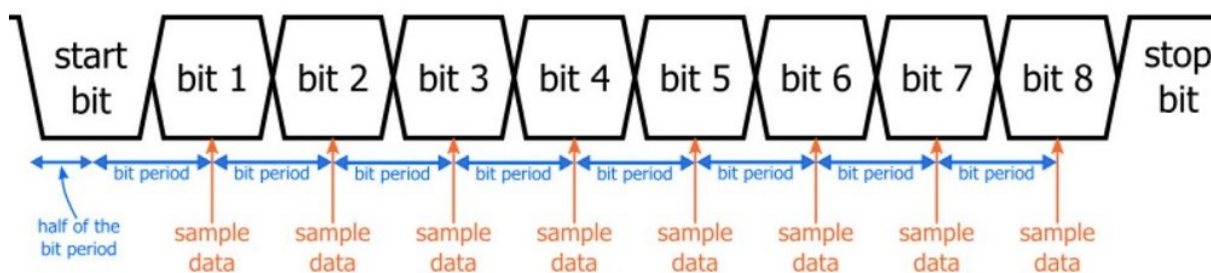 start
bit
bit 1
bit 2
bit 3
bit 4
bit 5
bit 6
bit 7
bit 8
stop
bit
bit period
bit period
bit period
bit period
bit period
bit period
bit period
bit period
half of the
bit period
sample
data
sample
data
sample
data
sample
data
sample
data
sample
data
sample
data
sample
data